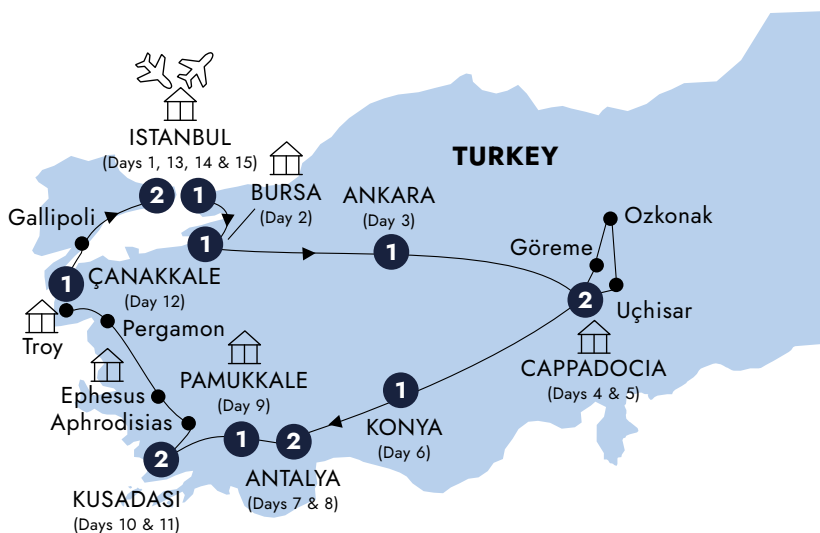 ISTANBUL
(Days 1, 13, 14 & 15)
TURKEY
2
1
BURSA
(Day 2)
ANKARA
(Day 3)
Gallipoli
Ozkonak
Göreme
1
1
1
ÇANAKKALE
(Day 12)
2
Uçhisar
Troy
Pergamon
CAPPADOCIA
(Days 4 & 5)
PAMUKKALE
(Day 9)
Ephesus
Aphrodisias
1
KONYA
(Day 6)
2
1
2
KUSADASI
(Days 10 & 11)
ANTALYA
(Days 7 & 8)